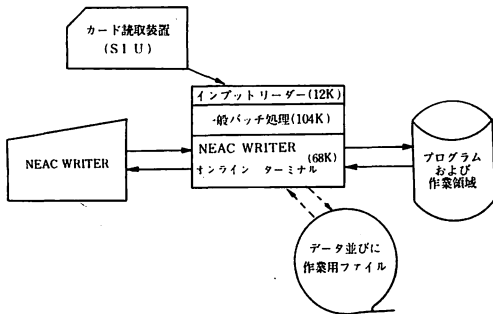 カード読取装置
(SIU)
インプットリーダー(12K)
一般バッチ処理(104K)
NEAC WRITER
(68K)
オンライン ターミナル
NEAC WRITER
プログラム
および
作業領域
データ並びに
作業用ファイル